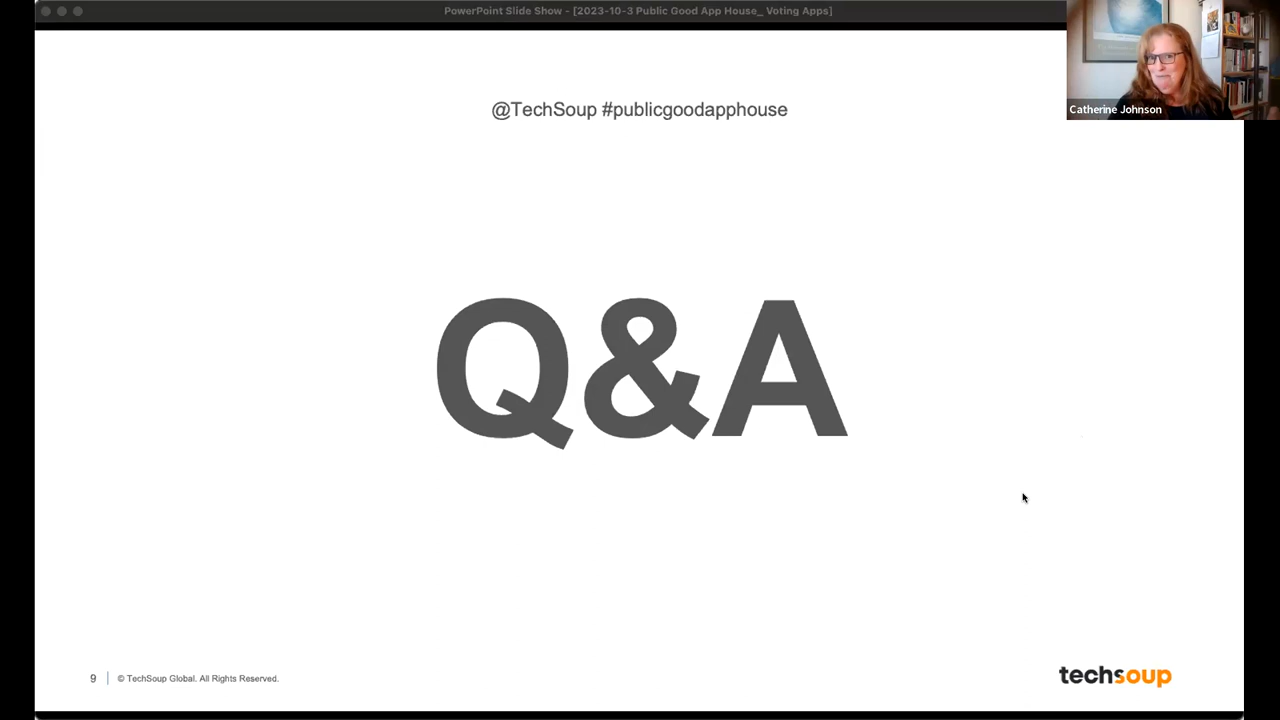 PowerPoint Slide Show - [2023-10-3 Public Good App House_ Voting Apps]
Catherine Johnson
@TechSoup #publicgoodapphouse
Q&A
9
© TechSoup Global. All Rights Reserved.
techsoup